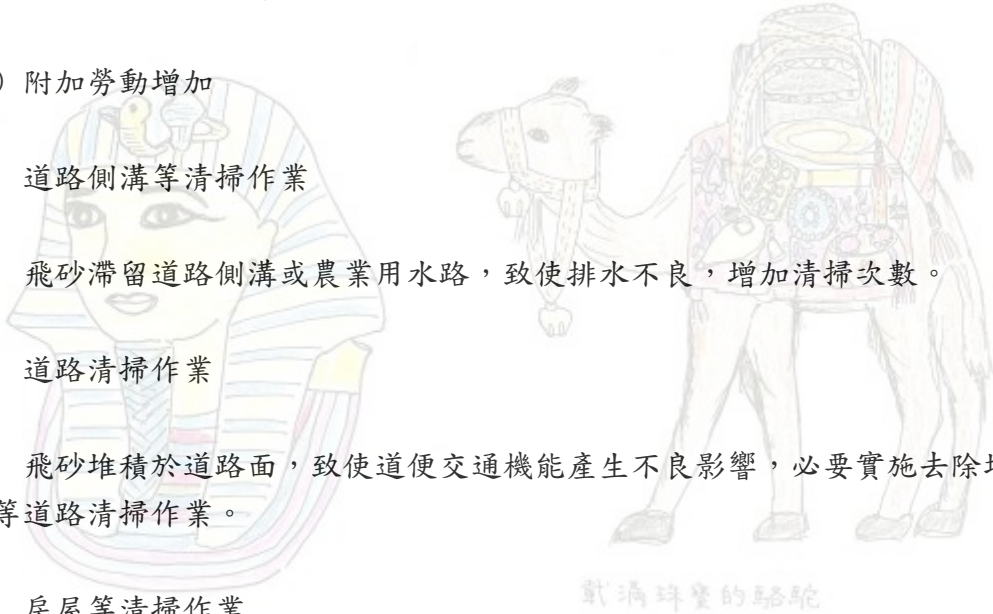 ）附加勞動增加
道路側溝等清掃作業
飛砂滯留道路側溝或農業用水路，致使排水不良，增加清掃次數。
道路清掃作業
飛砂堆積於道路面，致使道便交通機能產生不良影響，必要實施去除
等道路清掃作業。
房屋等清掃作業
載滿珠寶的駱駝